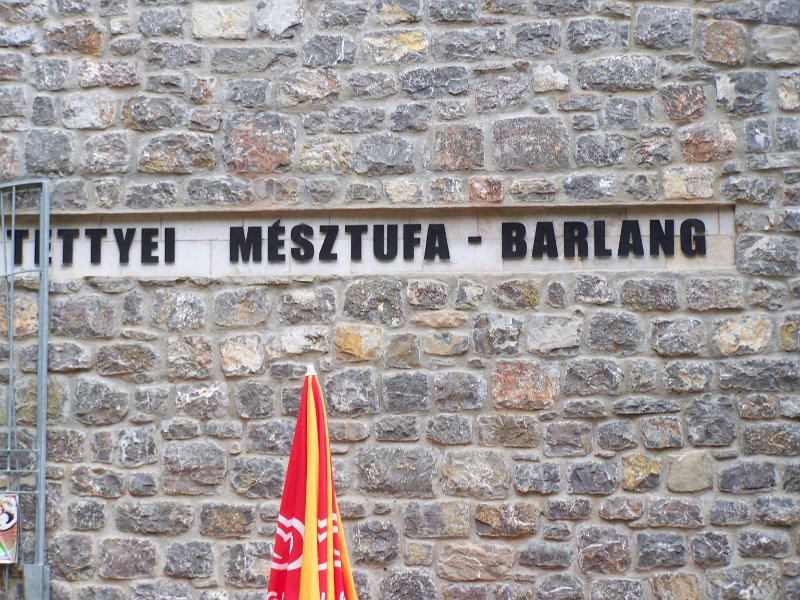 TETTYEI MÉSZTUFA - BARLANG